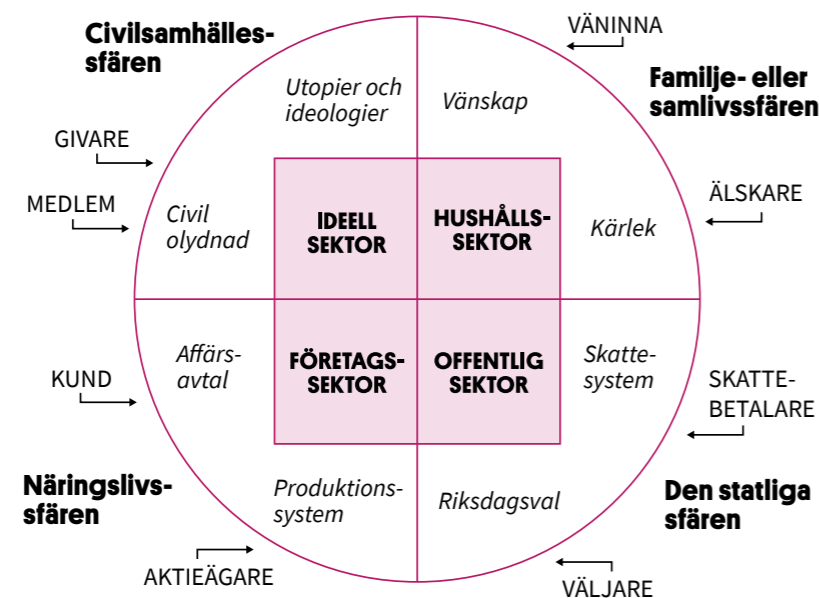 Civilsamhälles-
sfären
VÄNINNA
Familje- eller
samlivssfären
Utopier och
ideologier
Vänskap
GIVARE
MEDLEM
Civil
olydnad
IDEELL
SEKTOR
HUSHÅLLS-
SEKTOR
Kärlek
ÄLSKARE
Affärs-
avtal
FÖRETAGS-
SEKTOR
OFFENTLIG
SEKTOR
Skatte-
system
KUND
SKATTE-
BETALARE
Näringslivs-
sfären
Produktions-
system
Riksdagsval
Den statliga
sfären
AKTIEÄGARE
VÄLJARE